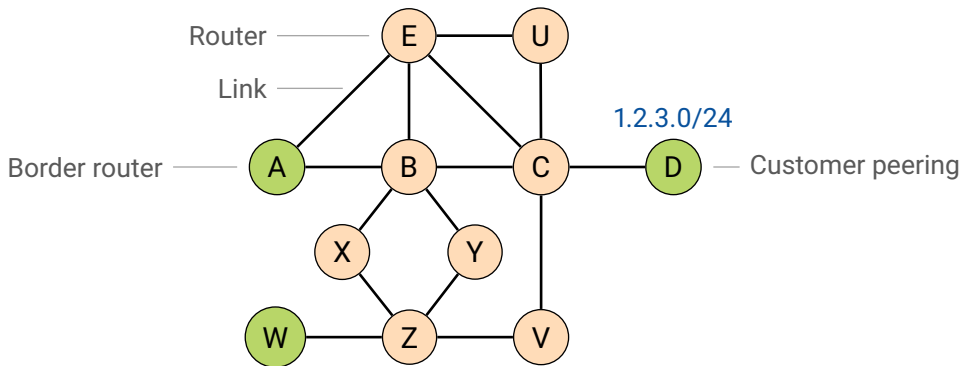 Router
E
U
Link
1.2.3.0/24
Border router
A
B
C
D
Customer peering
X
Y
W
Z
V